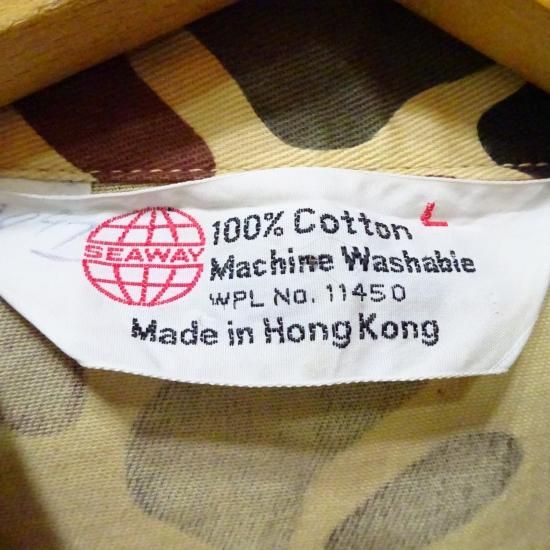 SEAWAY
100% Cotton L
Machine Washable
WPL No. 11450
Made in Hong Kong